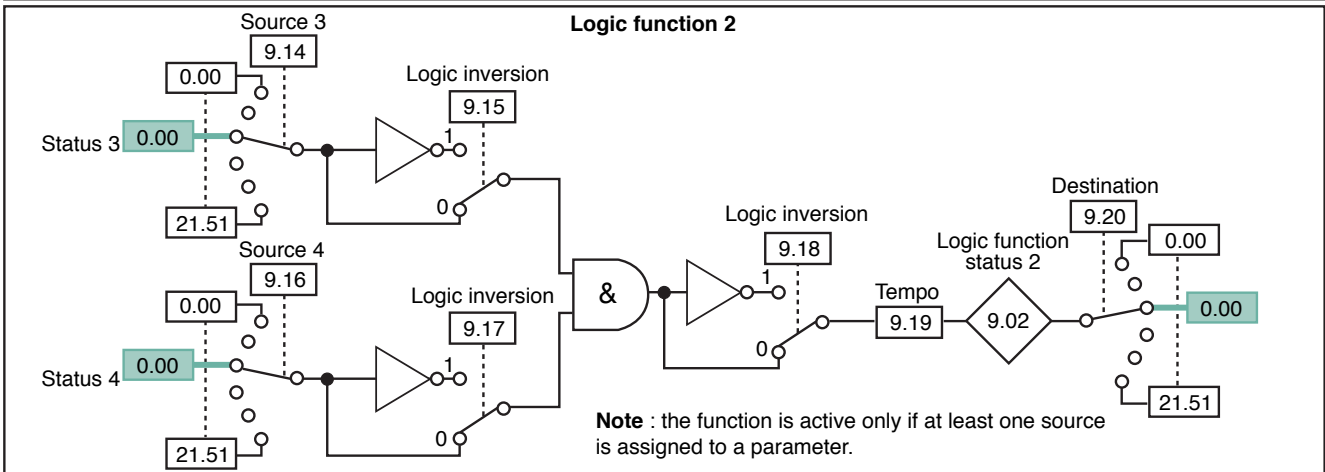 Logic function 2
Source 3
9.14
0.00
Logic inversion
9.15
Status 3
0.00
1
0
21.51
Source 4
9.16
0.00
Logic inversion
9.17
Status 4
0.00
1
0
21.51
&
Logic inversion
9.18
1
0
Tempo
9.19
Logic function
status 2
9.02
Destination
9.20
0.00
0.00
21.51
Note : the function is active only if at least one source
is assigned to a parameter.